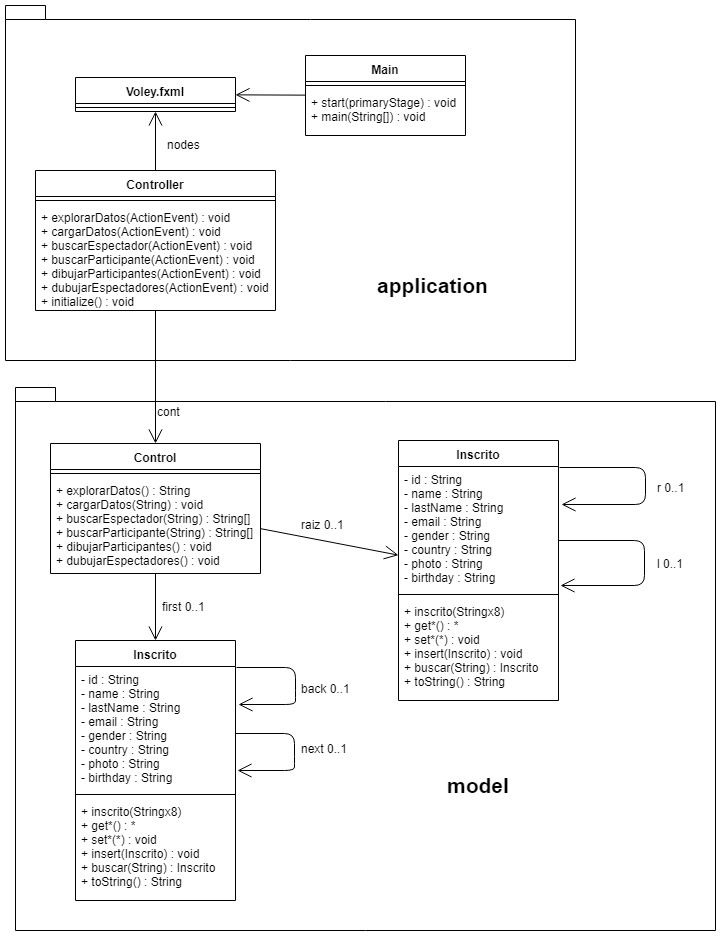 Main
+ start(primaryStage) : void
+ main(String[]) : void
Voley.fxml
nodes
Controller
+ explorarDatos(ActionEvent) : void
+ cargarDatos(ActionEvent) : void
+ buscarEspectador(ActionEvent) : void
+ buscarParticipante(ActionEvent) : void
+ dibujarParticipantes(ActionEvent) : void
+ dubujarEspectadores(ActionEvent) : void
+ initialize() : void
application
cont
Control
+ explorarDatos() : String
+ cargarDatos(String) : void
+ buscarEspectador(String) : String[]
+ buscarParticipante(String) : String[]
+ dibujarParticipantes() : void
+ dubujarEspectadores() : void
raiz 0..1
Inscrito
- id : String
- name : String
- lastName : String
- email : String
- gender : String
- country : String
- photo : String
- birthday : String
+ inscrito(Stringx8)
+ get*() : *
+ set*(*) : void
+ insert(Inscrito) : void
+ buscar(String) : Inscrito
+ toString() : String
r 0..1
l 0..1
first 0..1
Inscrito
- id : String
- name : String
- lastName : String
- email : String
- gender : String
- country : String
- photo : String
- birthday : String
+ inscrito(Stringx8)
+ get*() : *
+ set*(*) : void
+ insert(Inscrito) : void
+ buscar(String) : Inscrito
+ toString() : String
back 0..1
next 0..1
model